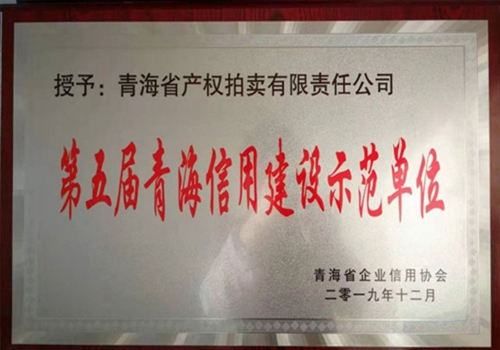 授予：青海省产权拍卖有限责任公司
第五届青海信用建设示范单位
青海省企业信用协会
二零一九年十二月